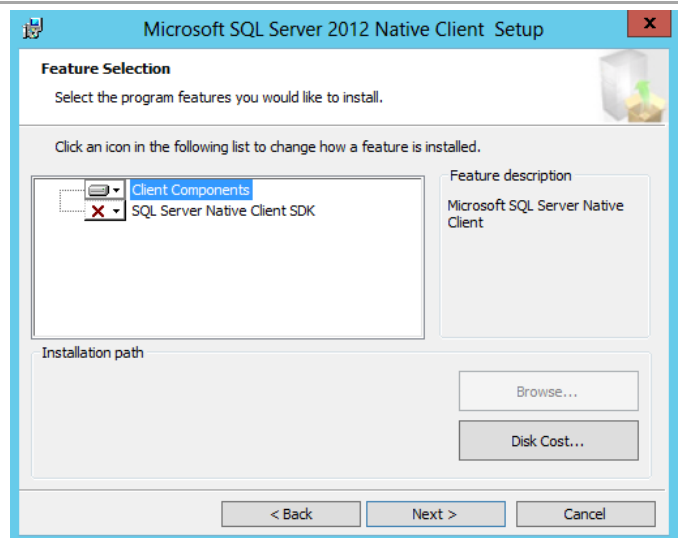 Microsoft SQL Server 2012 Native Client Setup
x
Feature Selection
Select the program features you would like to install.
Click an icon in the following list to change how a feature is installed.
Client Components
SQL Server Native Client SDK
Feature description
Microsoft SQL Server Native
Client
Installation path
Browse...
Disk Cost...
< Back
Next >
Cancel